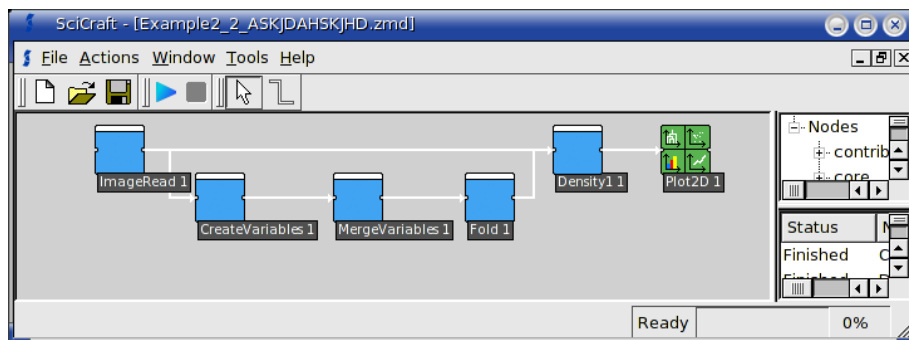 SciCraft - [Example2_2_ASKJDAHSKJHD.zmd]
File Actions Window Tools Help
Nodes
contrib
core
ImageRead 1
Density1 1
Plot2D 1
CreateVariables 1
MergeVariables 1
Fold 1
Status
Finished
Finished
Ready
0%